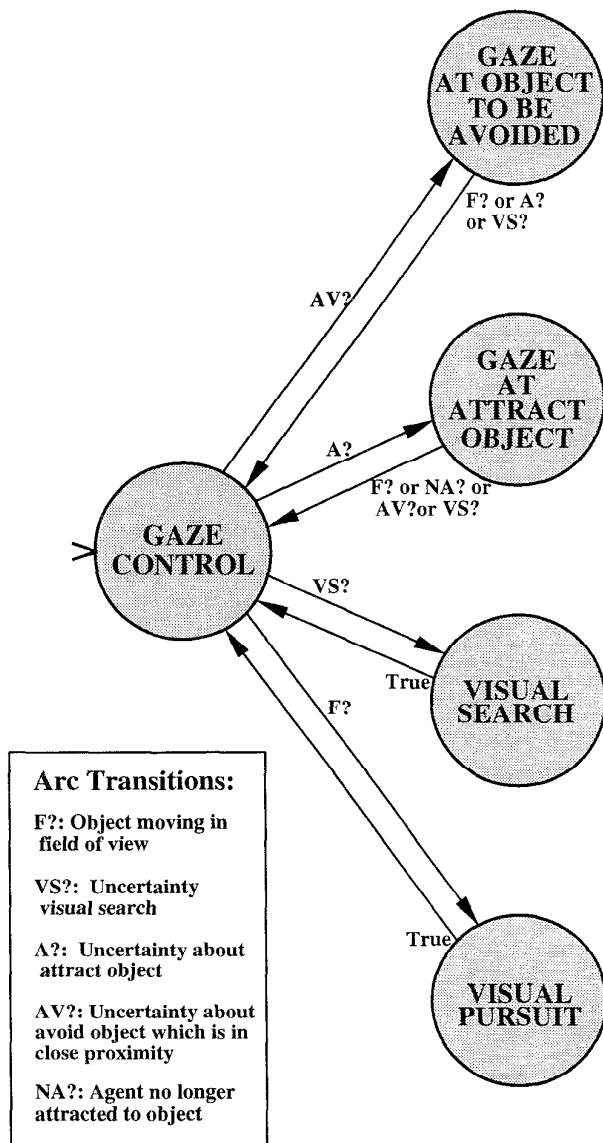 GAZE
AT OBJECT
TO BE
AVOIDED
F? or A?
or VS?
AV?
GAZE
AT
ATTRACT
OBJECT
A?
F? or NA? or
AV?or VS?
GAZE
CONTROL
VS?
True
VISUAL
SEARCH
F?
Arc Transitions:
F?: Object moving in
field of view
VS?: Uncertainty
visual search
A?: Uncertainty about
attract object
AV?: Uncertainty about
avoid object which is in
close proximity
NA?: Agent no longer
attracted to object
True
VISUAL
PURSUIT